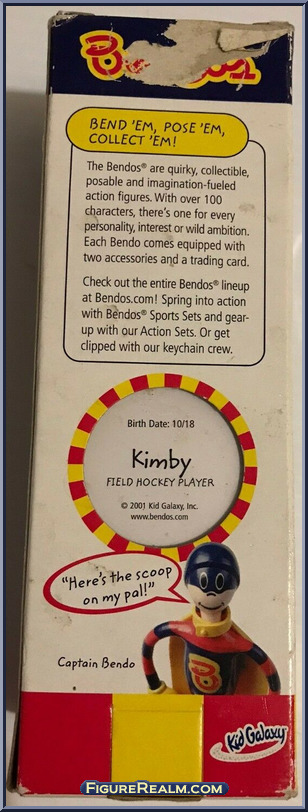 BEND 'EM, POSE 'EM,
COLLECT 'EM!
The Bendos® are quirky, collectible,
posable and imagination-fueled
action figures. With over 100
characters, there's one for every
personality, interest or wild ambition.
Each Bendo comes equipped with
two accessories and a trading card.
Check out the entire Bendos® lineup
at Bendos.com! Spring into action
with Bendos® Sports Sets and gear-
up with our Action Sets. Or get
clipped with our keychain crew.
Birth Date: 10/18
Kimby
FIELD HOCKEY PLAYER
© 2001 Kid Galaxy, Inc.
www.bendos.com
"Here's the scoop
on my pal!"
Captain Bendo
B
Kid Galaxy
FIGUREREALM.COM